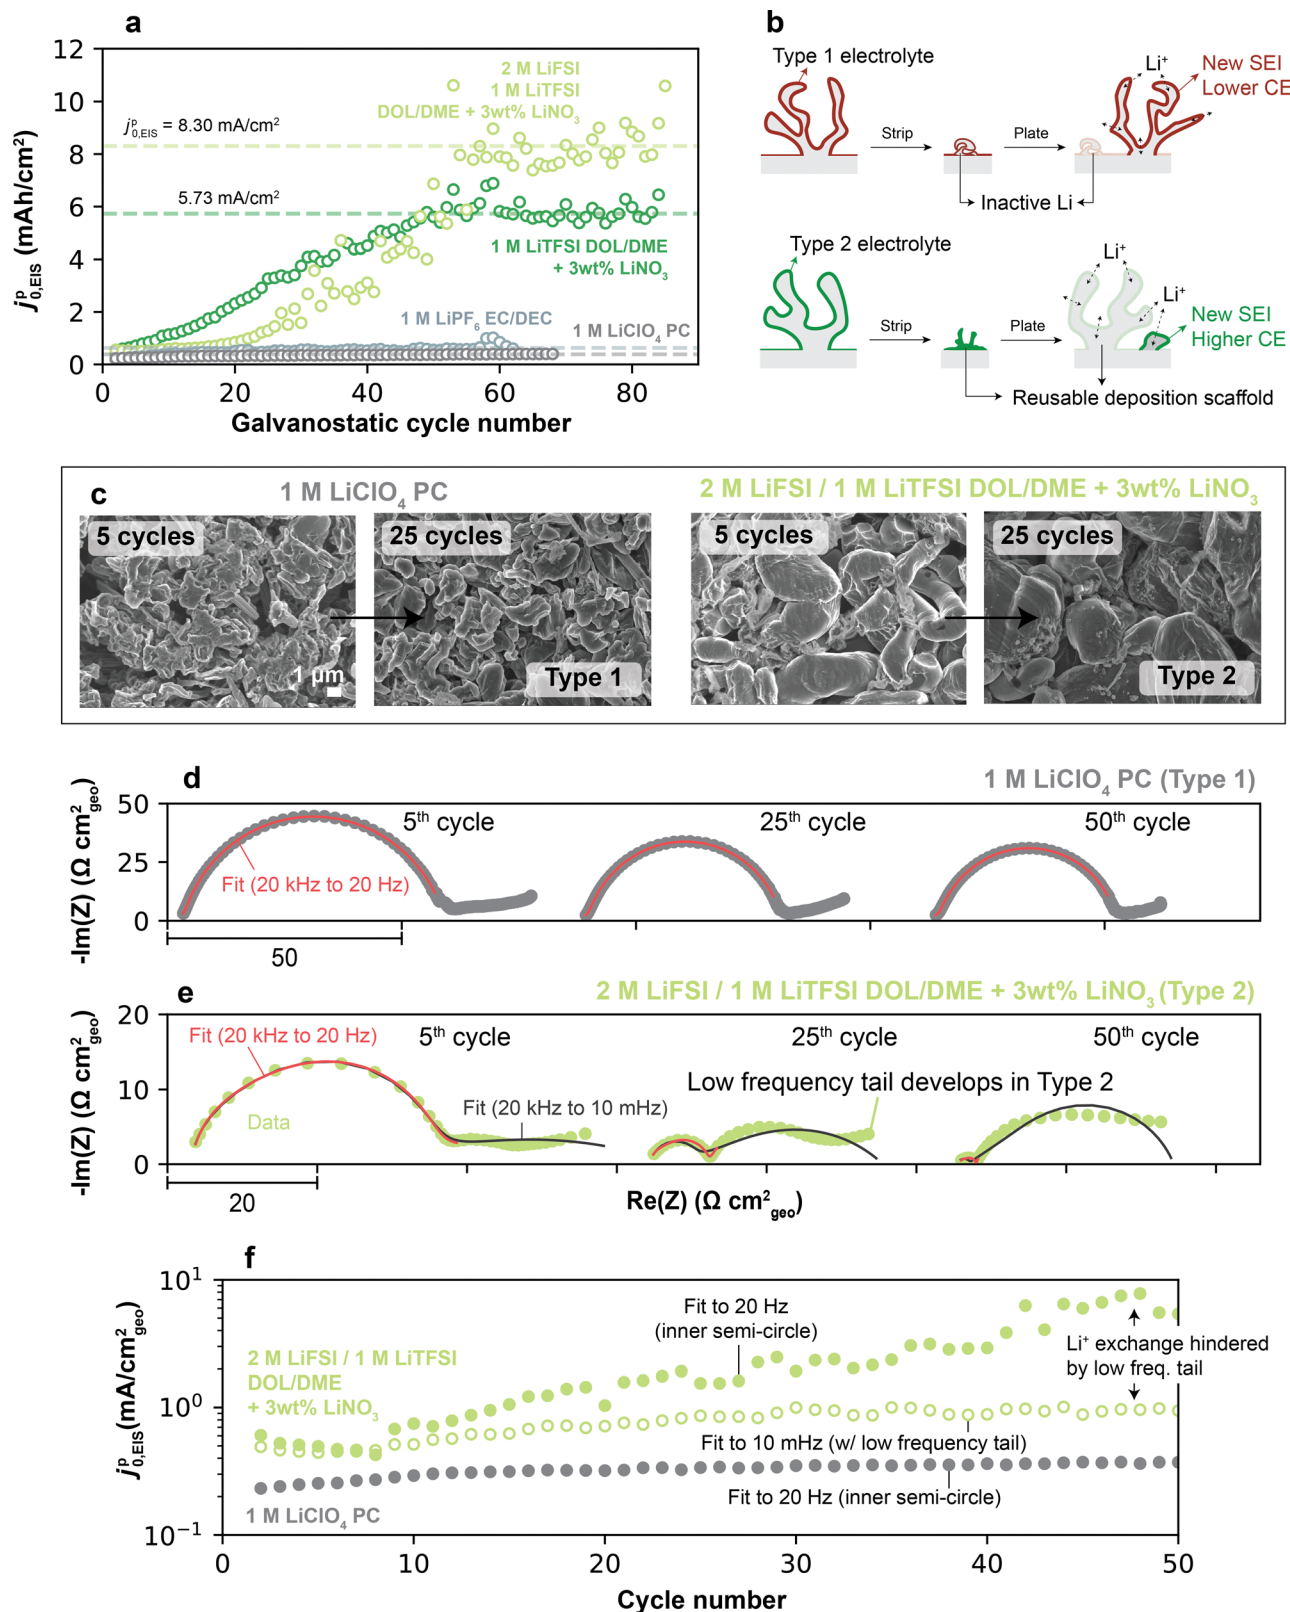 a
12
10
8
6
4
2
0
0
20
40
60
80
j^p_0,EIS (mAh/cm²)
Galvanostatic cycle number
2 M LiFSI
1 M LiTFSI
DOL/DME + 3wt% LiNO₃
j^p_0,EIS = 8.30 mA/cm²
5.73 mA/cm²
1 M LiTFSI DOL/DME
+ 3wt% LiNO₃
1 M LiPF₆ EC/DEC
1 M LiClO₄ PC
b
Type 1 electrolyte
Strip
Plate
Li⁺
New SEI
Lower CE
Inactive Li
Type 2 electrolyte
Strip
Plate
Li⁺
Li⁺
New SEI
Higher CE
Reusable deposition scaffold
c
1 M LiClO₄ PC
5 cycles
1 µm
25 cycles
Type 1
2 M LiFSI / 1 M LiTFSI DOL/DME + 3wt% LiNO₃
5 cycles
25 cycles
Type 2
d
1 M LiClO₄ PC (Type 1)
-Im(Z) (Ω cm²geo)
50
25
0
5th cycle
25th cycle
50th cycle
Fit (20 kHz to 20 Hz)
50
e
2 M LiFSI / 1 M LiTFSI DOL/DME + 3wt% LiNO₃ (Type 2)
-Im(Z) (Ω cm²geo)
20
10
0
Fit (20 kHz to 20 Hz)
5th cycle
25th cycle
50th cycle
Low frequency tail develops in Type 2
Data
Fit (20 kHz to 10 mHz)
20
Re(Z) (Ω cm²geo)
f
j^p_0,EIS (mA/cm²geo)
10¹
10⁰
10⁻¹
2 M LiFSI / 1 M LiTFSI
DOL/DME
+ 3wt% LiNO₃
Fit to 20 Hz
(inner semi-circle)
Li⁺ exchange hindered
by low freq. tail
Fit to 10 mHz (w/ low frequency tail)
Fit to 20 Hz (inner semi-circle)
1 M LiClO₄ PC
0
10
20
30
40
50
Cycle number